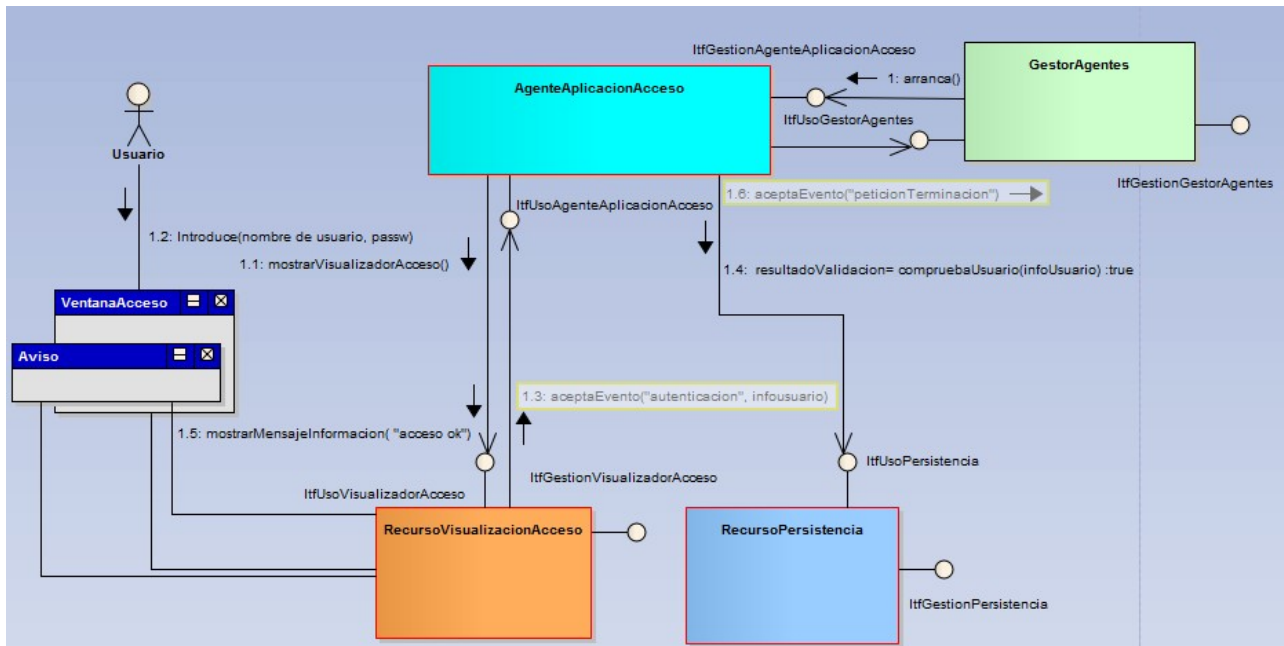 ItfGestionAgenteAplicacionAcceso
GestorAgentes
AgenteAplicacionAcceso
1: arranca()
ItfUsoGestorAgentes
Usuario
ItfGestionGestorAgentes
1.6: aceptaEvento("peticionTerminacion")
ItfUsoAgenteAplicacionAcceso
1.2: Introduce(nombre de usuario, passw)
1.1: mostrarVisualizadorAcceso()
1.4: resultadoValidacion= compruebaUsuario(infoUsuario) :true
VentanaAcceso
Aviso
1.3: aceptaEvento("autenticacion", infousuario)
1.5: mostrarMensajeInformacion( "acceso ok")
ItfUsoPersistencia
ItfGestionVisualizadorAcceso
ItfUsoVisualizadorAcceso
RecursoVisualizacionAcceso
RecursoPersistencia
ItfGestionPersistencia